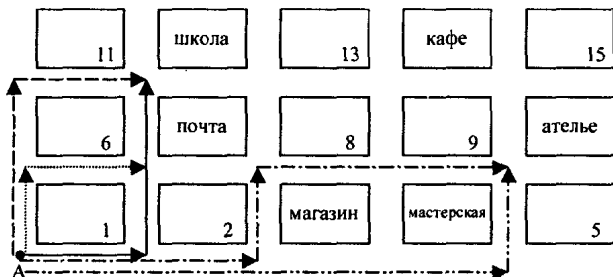 11 школа 13 кафе 15
6 почта 8 9 ателье
1 2 магазин мастерская 5
А